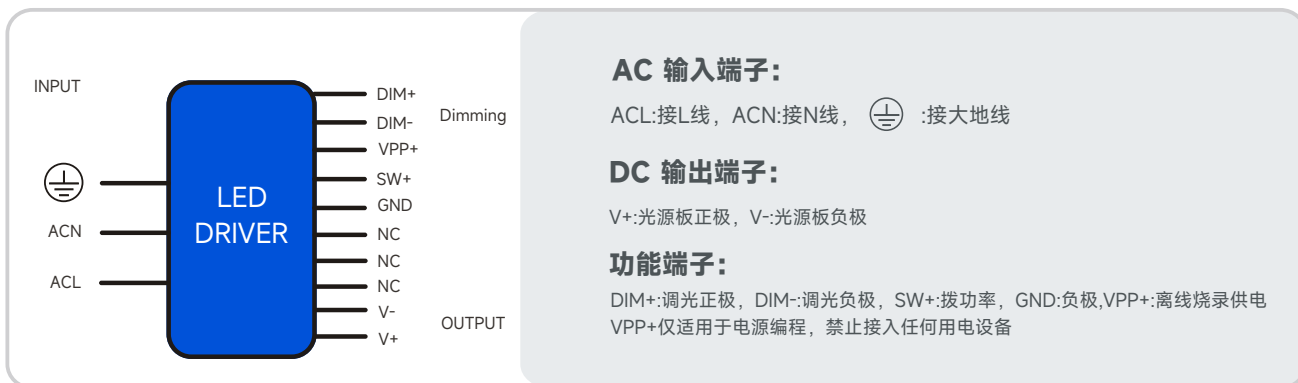 INPUT
ACN
ACL
LED
DRIVER
DIM+
DIM-
VPP+
SW+
GND
NC
NC
NC
V-
V+
Dimming
OUTPUT
AC 输入端子：
ACL:接L线，ACN:接N线， :接大地线
DC 输出端子：
V+:光源板正极，V-:光源板负极
功能端子：
DIM+:调光正极，DIM-:调光负极，SW+:拨功率，GND:负极,VPP+:离线烧录供电
VPP+仅适用于电源编程，禁止接入任何用电设备